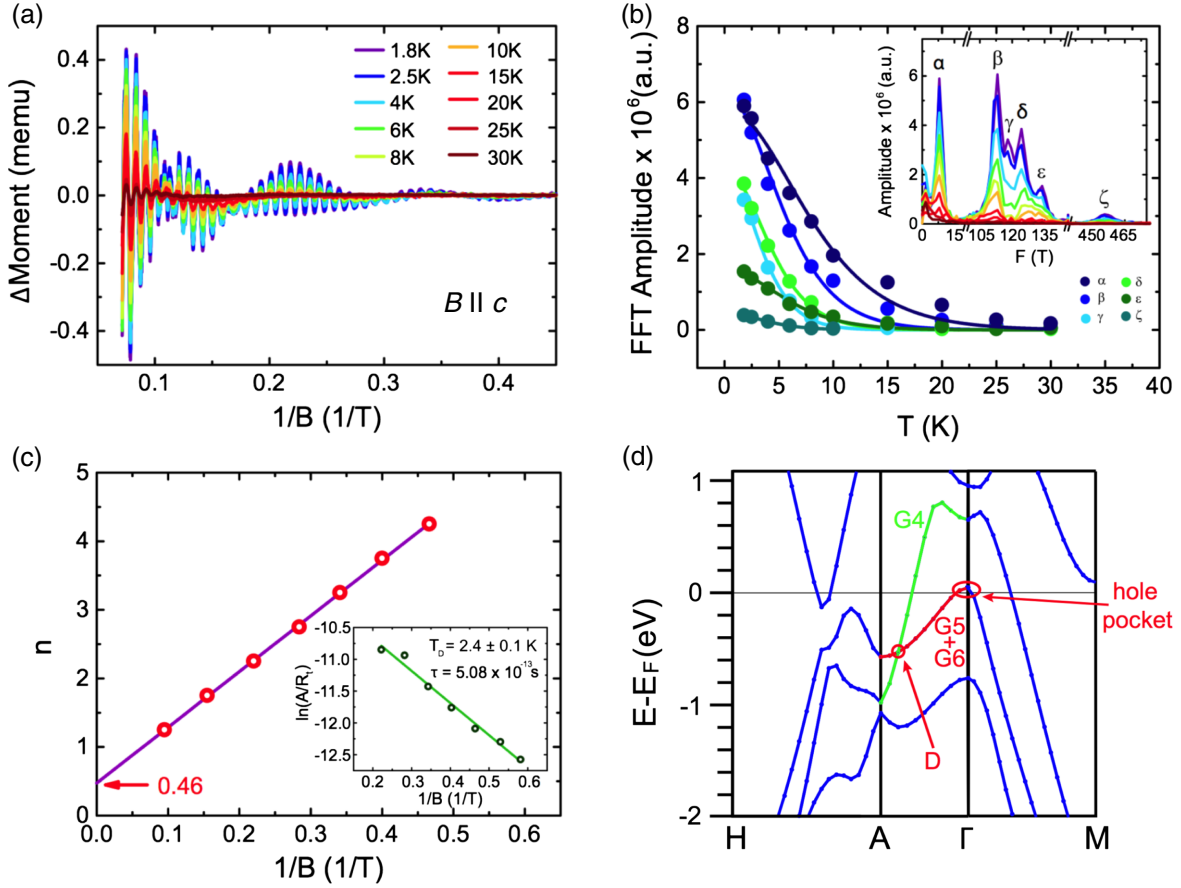 (a)
ΔMoment (memu)
0.4
0.2
0.0
-0.2
-0.4
1.8K
2.5K
4K
6K
8K
10K
15K
20K
25K
30K
B II c
0.1 0.2 0.3 0.4
1/B (1/T)
(b)
FFT Amplitude x 10⁶(a.u.)
8
6
4
2
0
0 5 10 15 20 25 30 35 40
T (K)
Amplitude x 10⁶ (a.u.)
6
4
2
0
α
β
γ
δ
ε
ζ
0 15 105 120 135 450 465
F (T)
α δ
β ε
γ ζ
(c)
n
5
4
3
2
1
0
0.46
0.0 0.1 0.2 0.3 0.4 0.5 0.6
1/B (1/T)
ln(A/Rₜ)
-10.5
-11.0
-11.5
-12.0
-12.5
T_D = 2.4 ± 0.1 K
τ = 5.08 x 10⁻¹³s
0.2 0.3 0.4 0.5 0.6
1/B (1/T)
(d)
E-E_F(eV)
1
0
-1
-2
G4
G5
+
G6
hole
pocket
D
H A Γ M